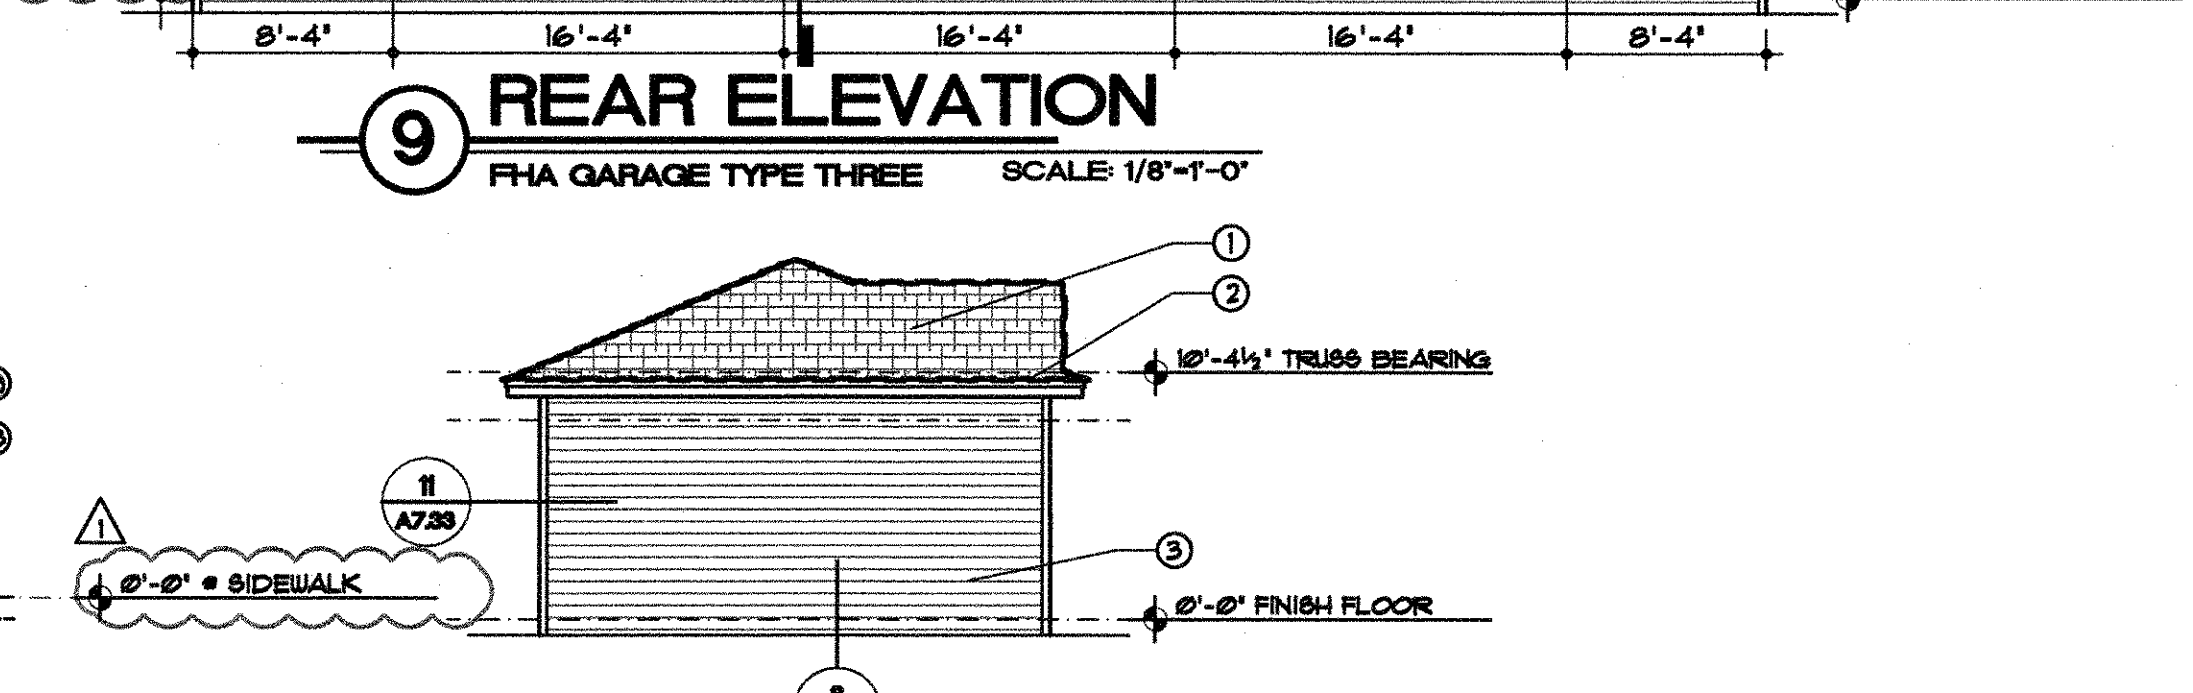 8'-4" 16'-4" 16'-4" 16'-4" 8'-4"
9 REAR ELEVATION
FHA GARAGE TYPE THREE SCALE: 1/8"=1'-0"
1
2
10'-4½" TRUSS BEARING
11
A7.33
1
3
0'-0" @ SIDEWALK
0'-0" FINISH FLOOR